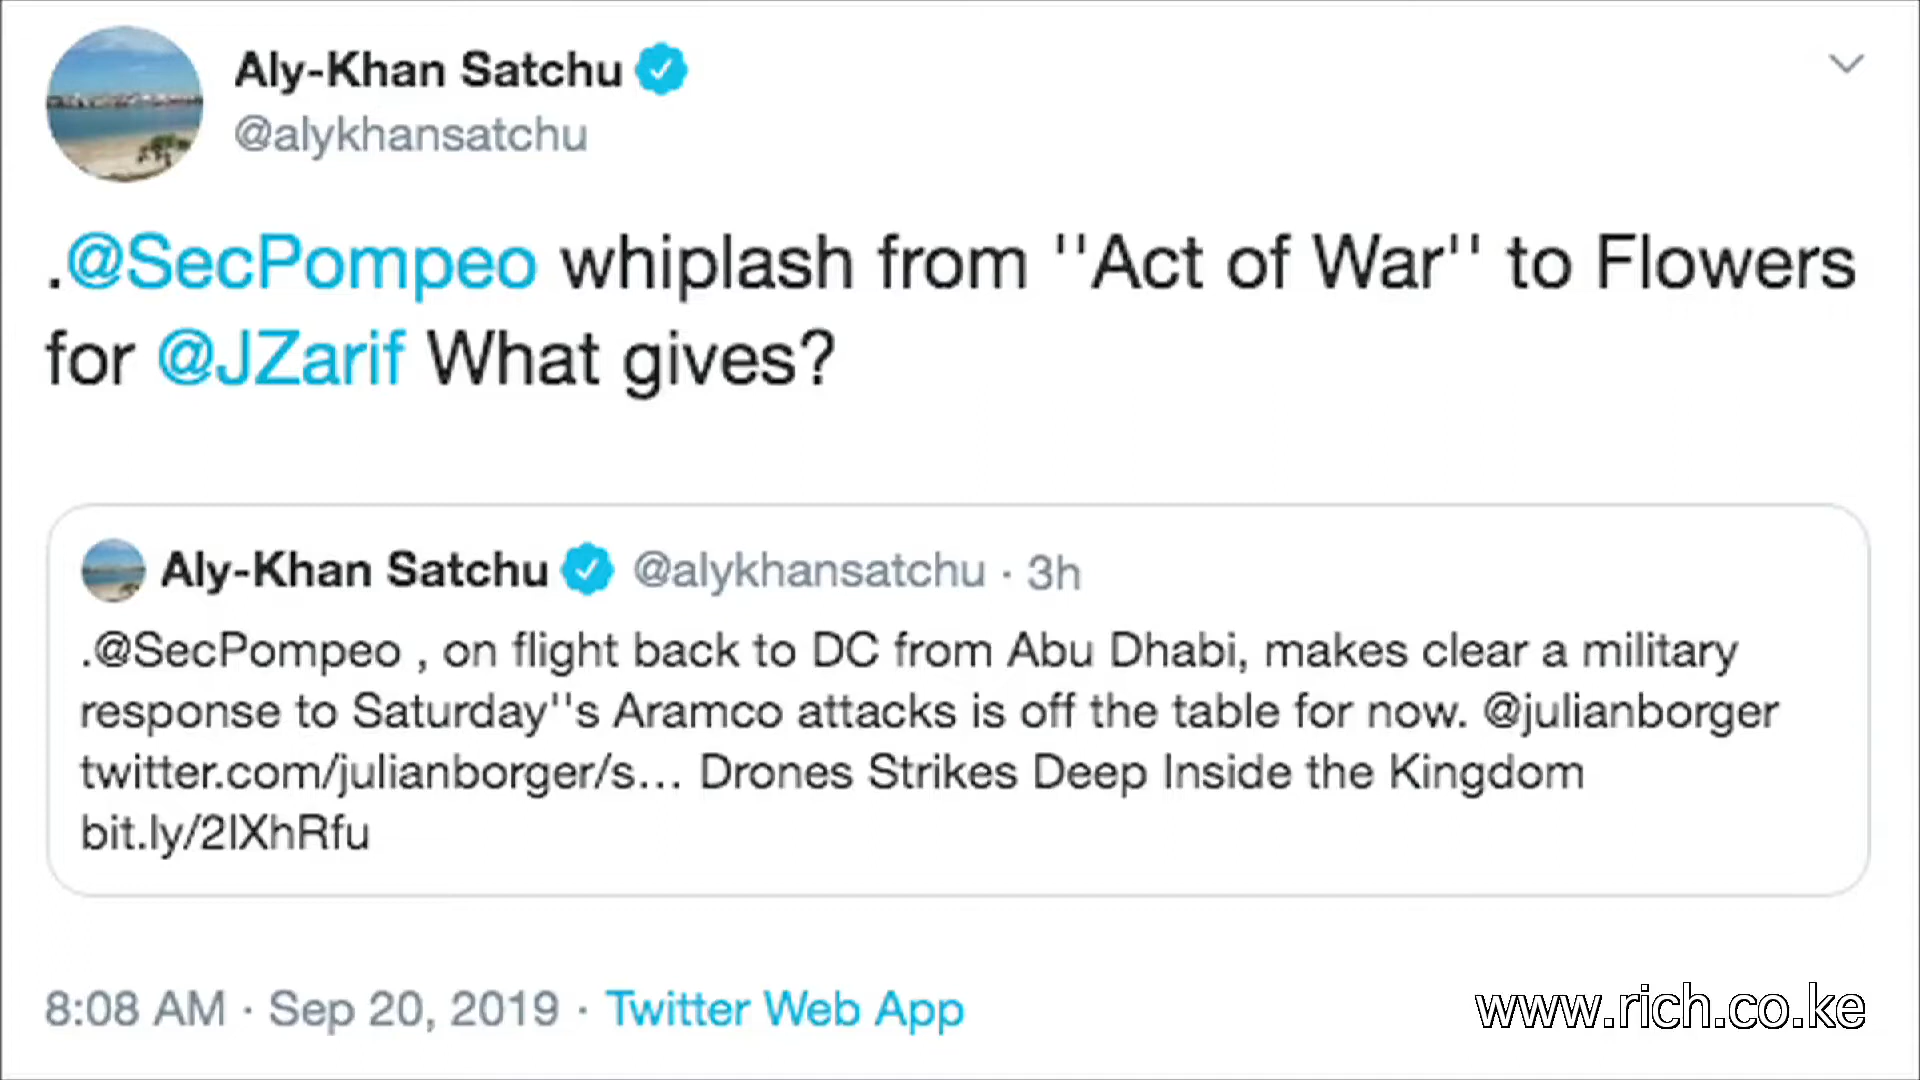 Aly-Khan Satchu
@alykhansatchu
.@SecPompeo whiplash from ''Act of War'' to Flowers
for @JZarif What gives?
Aly-Khan Satchu @alykhansatchu · 3h
.@SecPompeo , on flight back to DC from Abu Dhabi, makes clear a military
response to Saturday''s Aramco attacks is off the table for now. @julianborger
twitter.com/julianborger/s... Drones Strikes Deep Inside the Kingdom
bit.ly/2lXhRfu
8:08 AM · Sep 20, 2019 · Twitter Web App
www.rich.co.ke